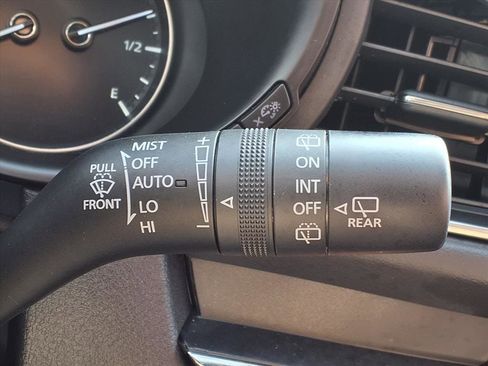 1/2
E
MIST
OFF
AUTO
LO
HI
PULL
FRONT
+
−
ON
INT
OFF
REAR